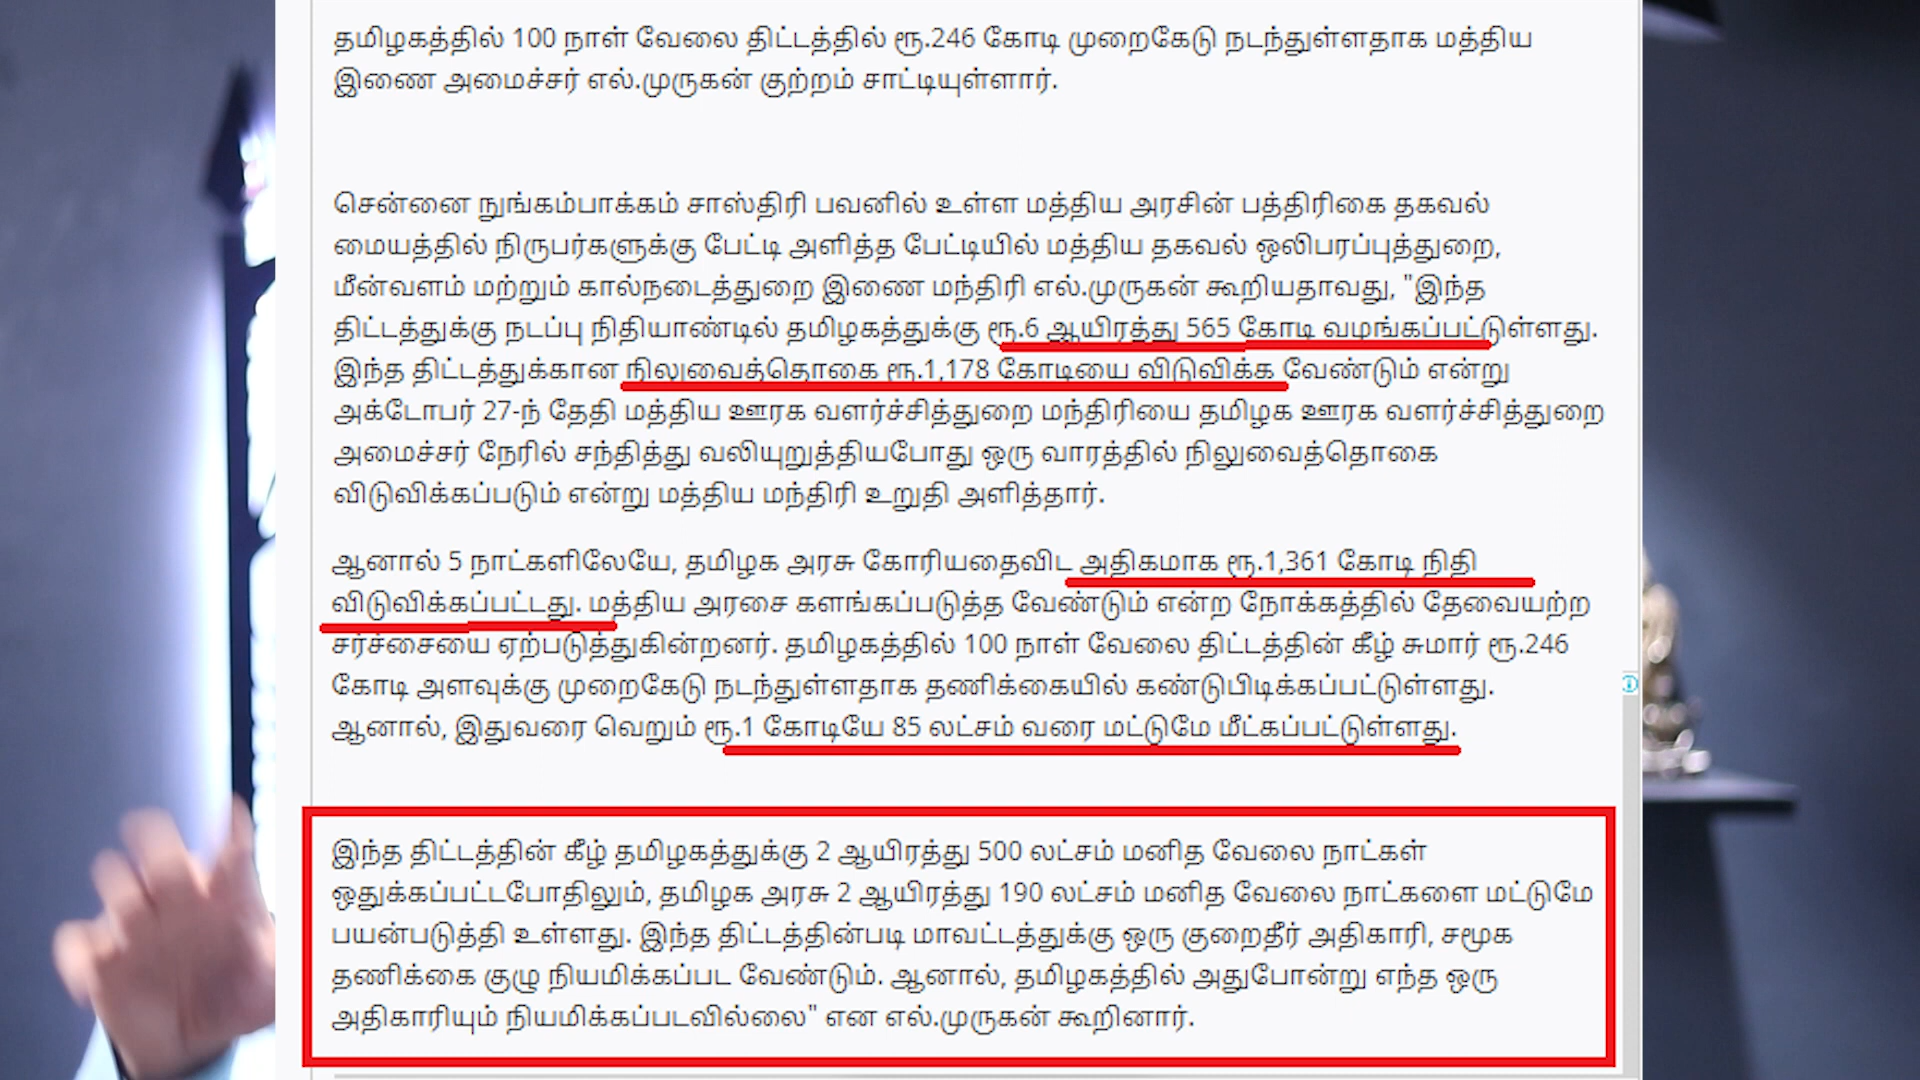 தமிழகத்தில் 100 நாள் வேலை திட்டத்தில் ரூ.246 கோடி முறைகேடு நடந்துள்ளதாக மத்திய
இணை அமைச்சர் எல்.முருகன் குற்றம் சாட்டியுள்ளார்.
சென்னை நுங்கம்பாக்கம் சாஸ்திரி பவனில் உள்ள மத்திய அரசின் பத்திரிகை தகவல்
மையத்தில் நிருபர்களுக்கு பேட்டி அளித்த பேட்டியில் மத்திய தகவல் ஒலிபரப்புத்துறை,
மீன்வளம் மற்றும் கால்நடைத்துறை இணை மந்திரி எல்.முருகன் கூறியதாவது, "இந்த
திட்டத்துக்கு நடப்பு நிதியாண்டில் தமிழகத்துக்கு ரூ.6 ஆயிரத்து 565 கோடி வழங்கப்பட்டுள்ளது.
இந்த திட்டத்துக்கான நிலுவைத்தொகை ரூ.1,178 கோடியை விடுவிக்க வேண்டும் என்று
அக்டோபர் 27-ந் தேதி மத்திய ஊரக வளர்ச்சித்துறை மந்திரியை தமிழக ஊரக வளர்ச்சித்துறை
அமைச்சர் நேரில் சந்தித்து வலியுறுத்தியபோது ஒரு வாரத்தில் நிலுவைத்தொகை
விடுவிக்கப்படும் என்று மத்திய மந்திரி உறுதி அளித்தார்.
ஆனால் 5 நாட்களிலேயே, தமிழக அரசு கோரியதைவிட அதிகமாக ரூ.1,361 கோடி நிதி
விடுவிக்கப்பட்டது. மத்திய அரசை களங்கப்படுத்த வேண்டும் என்ற நோக்கத்தில் தேவையற்ற
சர்ச்சையை ஏற்படுத்துகின்றனர். தமிழகத்தில் 100 நாள் வேலை திட்டத்தின் கீழ் சுமார் ரூ.246
கோடி அளவுக்கு முறைகேடு நடந்துள்ளதாக தணிக்கையில் கண்டுபிடிக்கப்பட்டுள்ளது.
ஆனால், இதுவரை வெறும் ரூ.1 கோடியே 85 லட்சம் வரை மட்டுமே மீட்கப்பட்டுள்ளது.
இந்த திட்டத்தின் கீழ் தமிழகத்துக்கு 2 ஆயிரத்து 500 லட்சம் மனித வேலை நாட்கள்
ஒதுக்கப்பட்டபோதிலும், தமிழக அரசு 2 ஆயிரத்து 190 லட்சம் மனித வேலை நாட்களை மட்டுமே
பயன்படுத்தி உள்ளது. இந்த திட்டத்தின்படி மாவட்டத்துக்கு ஒரு குறைதீர் அதிகாரி, சமூக
தணிக்கை குழு நியமிக்கப்பட வேண்டும். ஆனால், தமிழகத்தில் அதுபோன்று எந்த ஒரு
அதிகாரியும் நியமிக்கப்படவில்லை" என எல்.முருகன் கூறினார்.